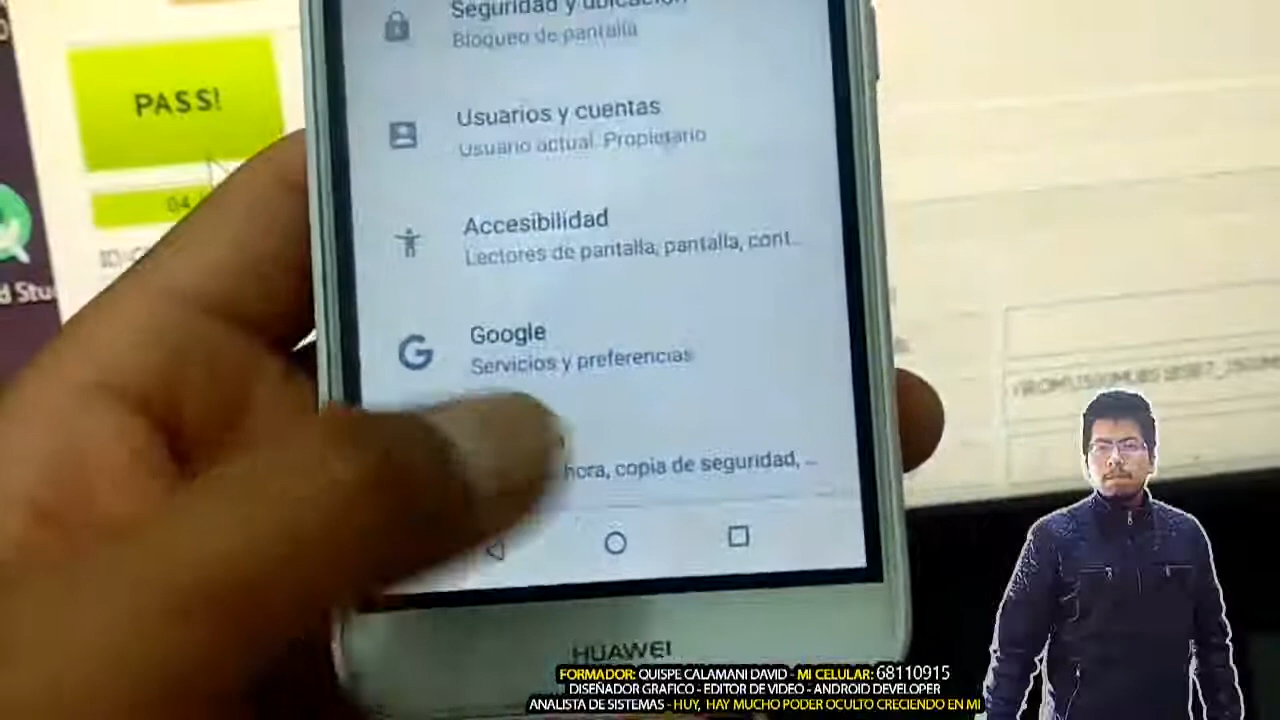 Seguridad y ubicación
Bloqueo de pantalla
PASS!
Usuarios y cuentas
Usuario actual: Propietario
04
Accesibilidad
Lectores de pantalla, pantalla, cont...
d Stu
Google
Servicios y preferencias
hora, copia de seguridad, ...
HUAWEI
FORMADOR: QUISPE CALAMANI DAVID - MI CELULAR: 68110915
DISEÑADOR GRAFICO - EDITOR DE VIDEO - ANDROID DEVELOPER
ANALISTA DE SISTEMAS - HUY, HAY MUCHO PODER OCULTO CRECIENDO EN MI